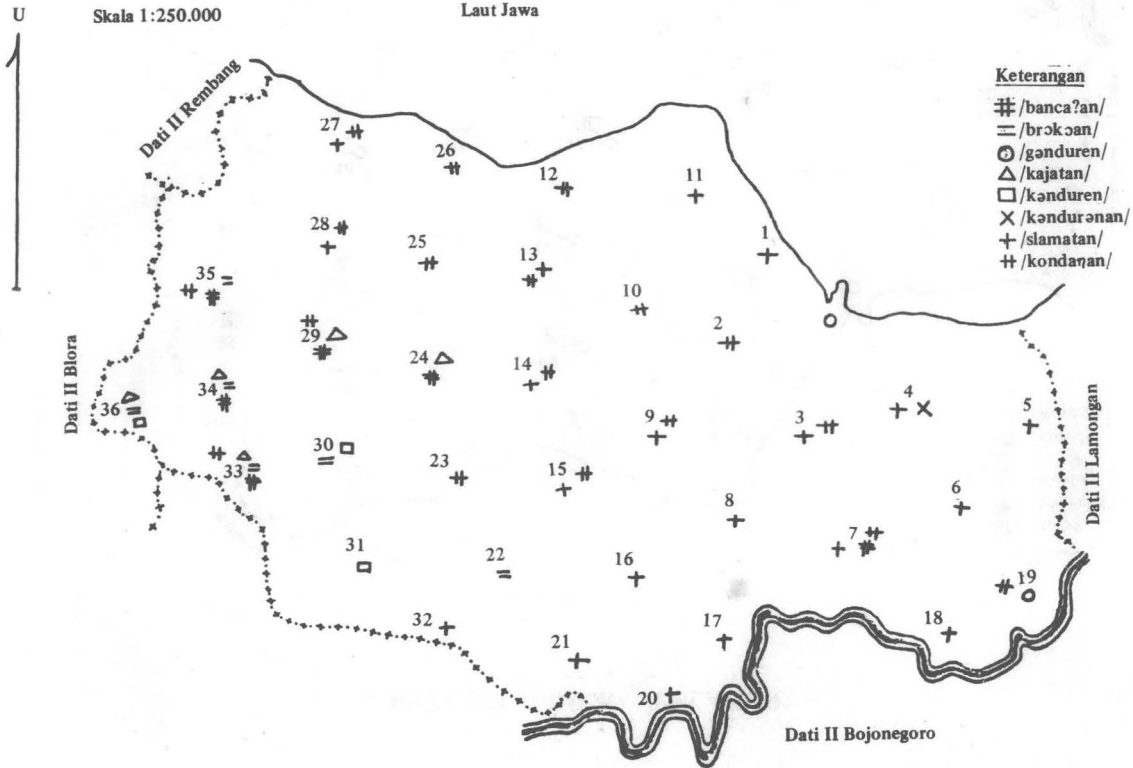 U
Skala 1:250.000
Laut Jawa
Dati II Rembang
Keterangan
/banca?an/
/brɔkɔan/
/gənduren/
/kajatan/
/kənduren/
/kəndurənan/
/slamatan/
/kondaŋan/
27
26
12
11
28
25
13
1
35
10
2
29
24
14
4
5
34
36
9
3
Dati II Blora
Dati II Lamongan
33
30
23
15
8
6
7
31
22
16
19
32
21
17
18
20
Dati II Bojonegoro